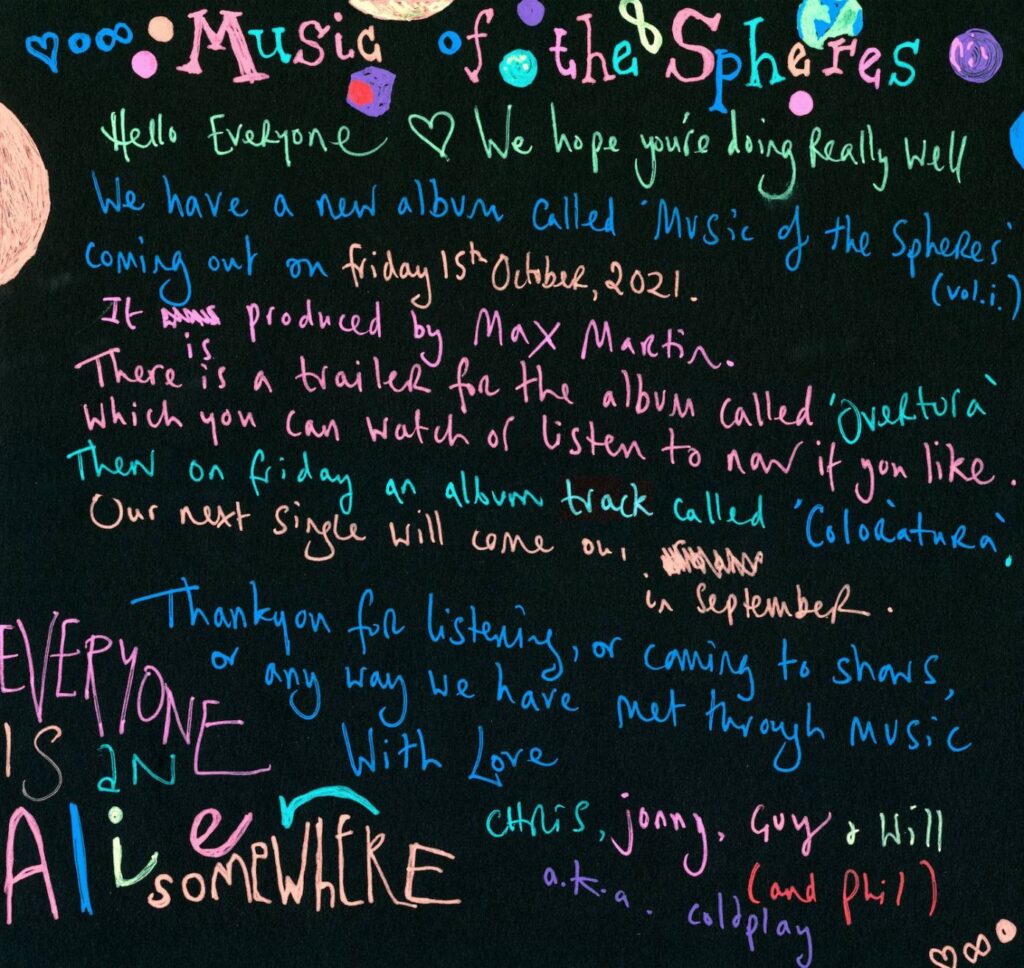 Music of the Spheres
Hello Everyone ♡ We hope you're doing Really Well
We have a new album called 'Music of the Spheres'
(vol.i.)
coming out on friday 15th October, 2021.
It is produced by Max Martin.
There is a trailer for the album called 'Overtura'
which you can watch or listen to now if you like.
Then on friday an album track called 'Coloratura'.
Our next single will come out
in September.
Thankyou for listening, or coming to shows,
or any way we have met through music
With Love
Chris, jonny, Guy & Will
(and Phil)
a.k.a. coldplay
EVERYONE
IS aN
Alien
SOMEWHERE